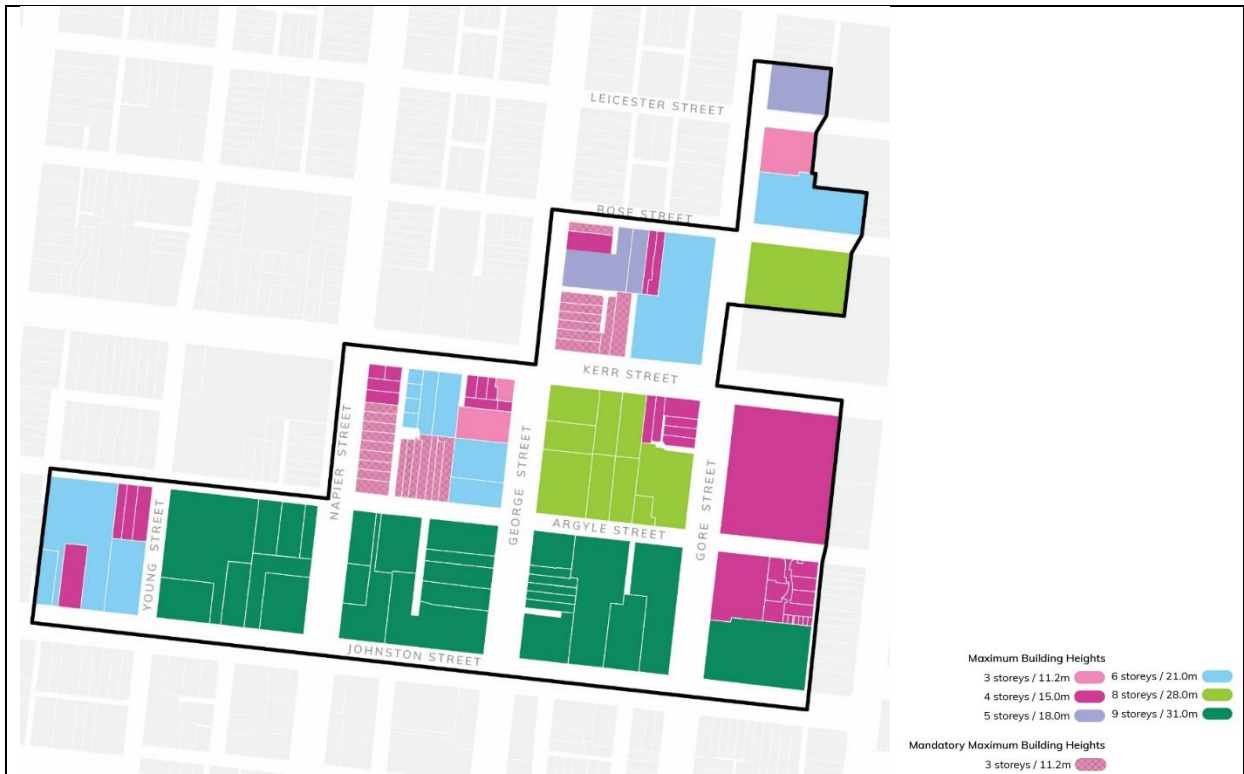 LEICESTER STREET
ROSE STREET
KERR STREET
NAPIER STREET
GEORGE STREET
GORE STREET
ARGYLE STREET
YOUNG STREET
JOHNSTON STREET
Maximum Building Heights
3 storeys / 11.2m
6 storeys / 21.0m
4 storeys / 15.0m
8 storeys / 28.0m
5 storeys / 18.0m
9 storeys / 31.0m
Mandatory Maximum Building Heights
3 storeys / 11.2m